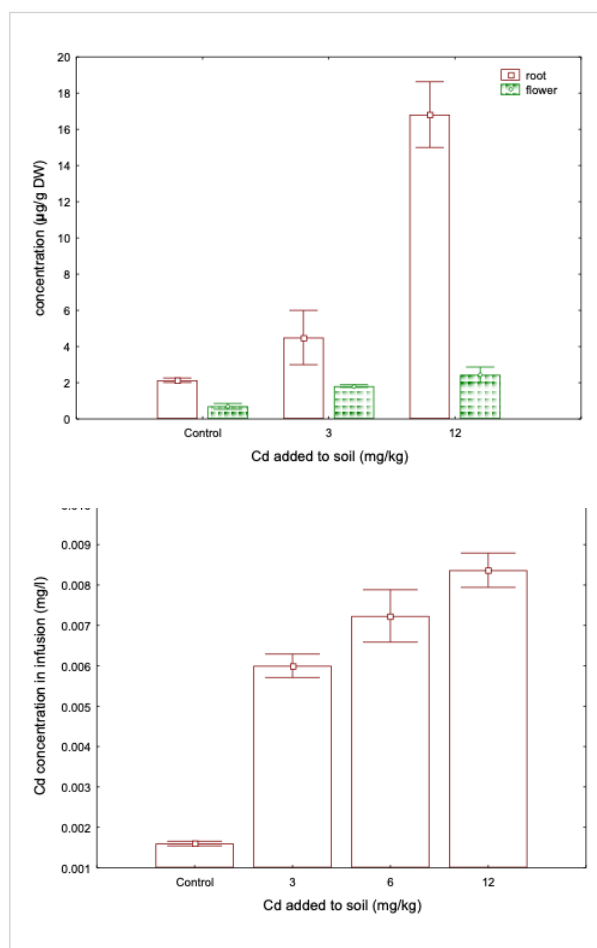 20
18
16
14
12
10
8
6
4
2
0
concentration (µg/g DW)
root
flower
Control 3 12
Cd added to soil (mg/kg)
0.009
0.008
0.007
0.006
0.005
0.004
0.003
0.002
0.001
Cd concentration in infusion (mg/l)
Control 3 6 12
Cd added to soil (mg/kg)